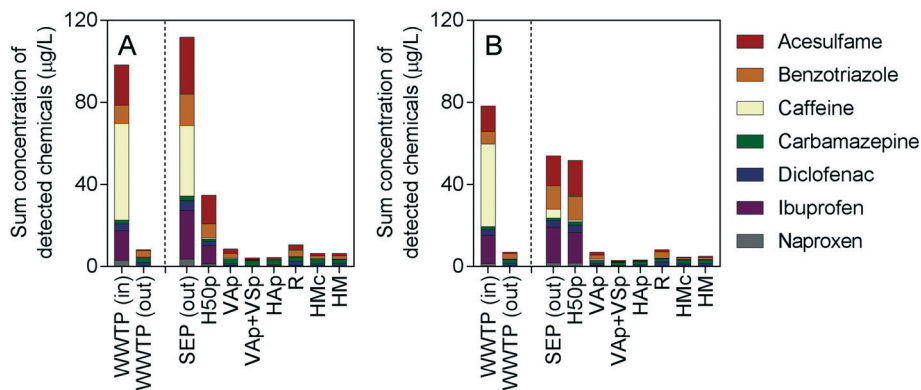 Sum concentration of
detected chemicals (µg/L)
120
80
40
0
A
WWTP (in)
WWTP (out)
SEP (out)
H50p
VAp
VAp+VSp
HAp
R
HMc
HM
Sum concentration of
detected chemicals (µg/L)
120
80
40
0
B
WWTP (in)
WWTP (out)
SEP (out)
H50p
VAp
VAp+VSp
HAp
R
HMc
HM
Acesulfame
Benzotriazole
Caffeine
Carbamazepine
Diclofenac
Ibuprofen
Naproxen